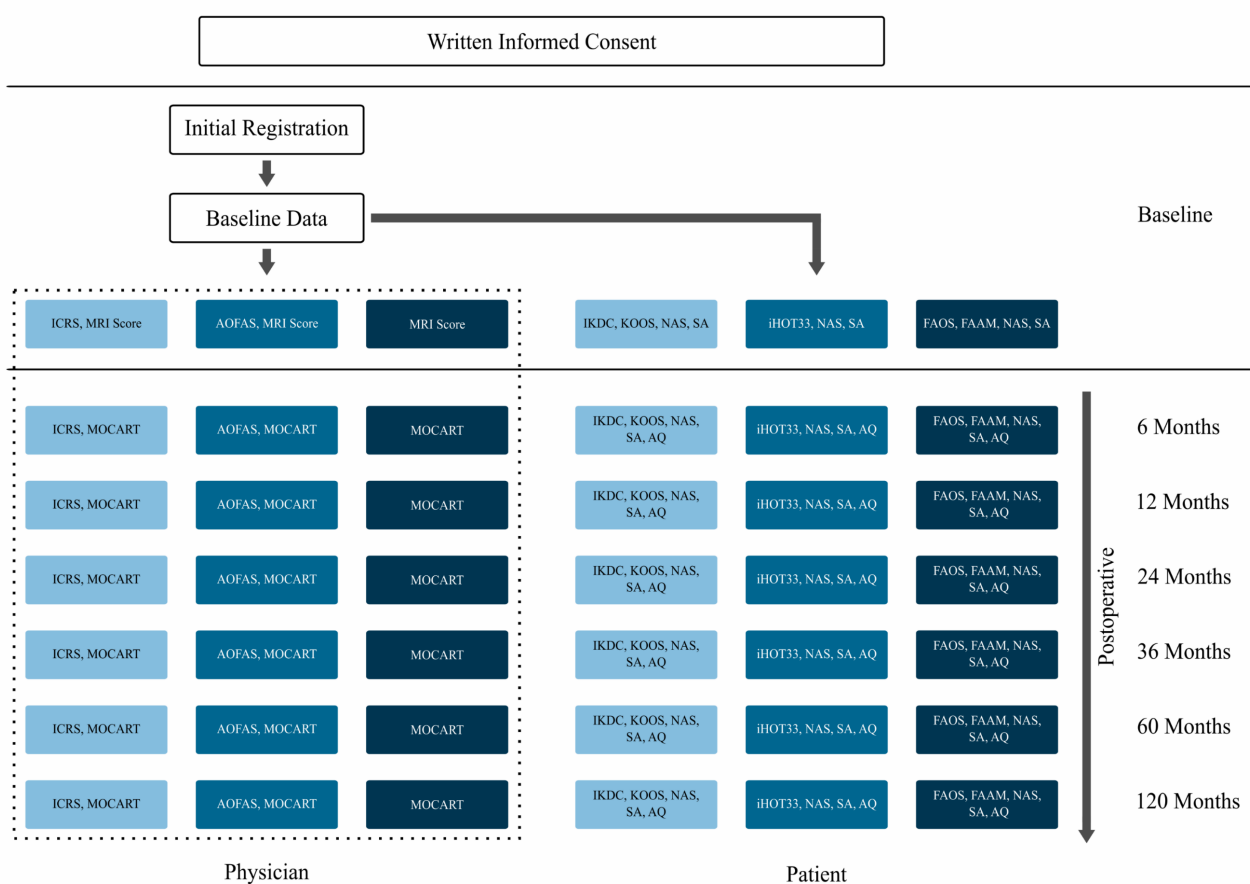 Written Informed Consent
Initial Registration
Baseline Data
Baseline
ICRS, MRI Score
AOFAS, MRI Score
MRI Score
IKDC, KOOS, NAS, SA
iHOT33, NAS, SA
FAOS, FAAM, NAS, SA
ICRS, MOCART
AOFAS, MOCART
MOCART
IKDC, KOOS, NAS,
SA, AQ
iHOT33, NAS, SA, AQ
FAOS, FAAM, NAS,
SA, AQ
6 Months
ICRS, MOCART
AOFAS, MOCART
MOCART
IKDC, KOOS, NAS,
SA, AQ
iHOT33, NAS, SA, AQ
FAOS, FAAM, NAS,
SA, AQ
12 Months
ICRS, MOCART
AOFAS, MOCART
MOCART
IKDC, KOOS, NAS,
SA, AQ
iHOT33, NAS, SA, AQ
FAOS, FAAM, NAS,
SA, AQ
24 Months
ICRS, MOCART
AOFAS, MOCART
MOCART
IKDC, KOOS, NAS,
SA, AQ
iHOT33, NAS, SA, AQ
FAOS, FAAM, NAS,
SA, AQ
36 Months
ICRS, MOCART
AOFAS, MOCART
MOCART
IKDC, KOOS, NAS,
SA, AQ
iHOT33, NAS, SA, AQ
FAOS, FAAM, NAS,
SA, AQ
60 Months
ICRS, MOCART
AOFAS, MOCART
MOCART
IKDC, KOOS, NAS,
SA, AQ
iHOT33, NAS, SA, AQ
FAOS, FAAM, NAS,
SA, AQ
120 Months
Postoperative
Physician
Patient